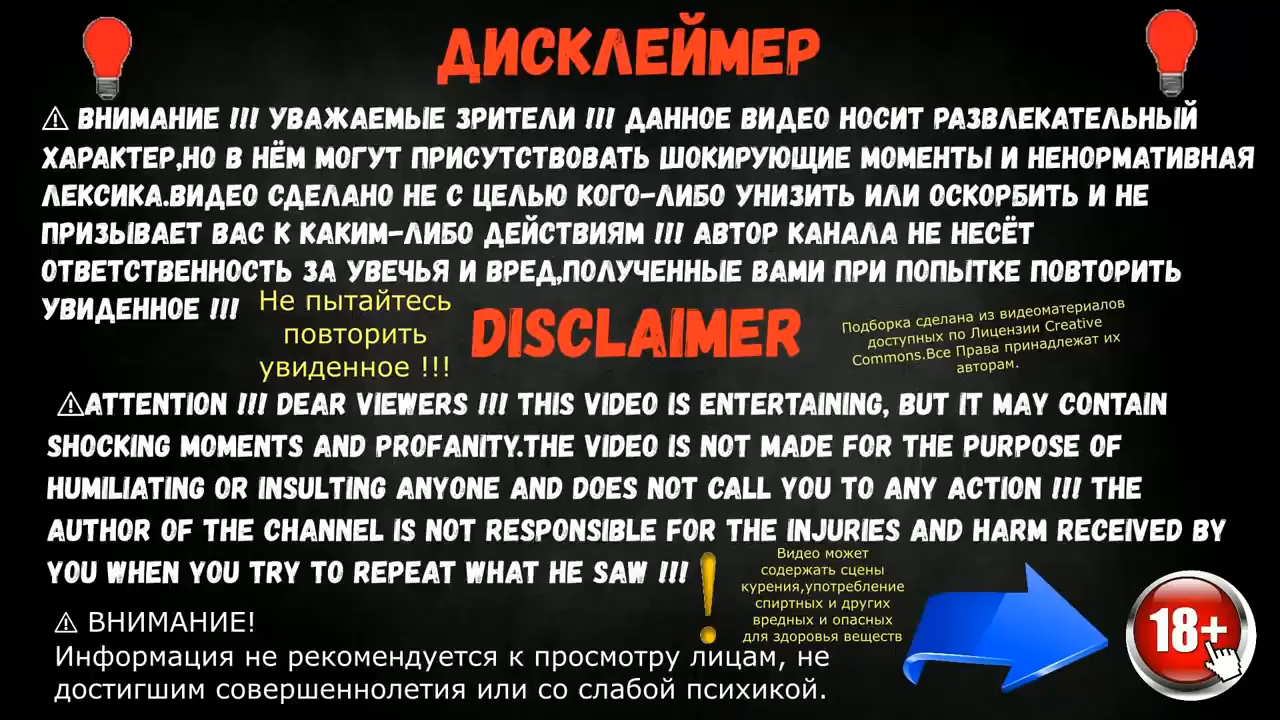 ДИСКЛЕЙМЕР
⚠ ВНИМАНИЕ !!! УВАЖАЕМЫЕ ЗРИТЕЛИ !!! ДАННОЕ ВИДЕО НОСИТ РАЗВЛЕКАТЕЛЬНЫЙ
ХАРАКТЕР,НО В НЁМ МОГУТ ПРИСУТСТВОВАТЬ ШОКИРУЮЩИЕ МОМЕНТЫ И НЕНОРМАТИВНАЯ
ЛЕКСИКА.ВИДЕО СДЕЛАНО НЕ С ЦЕЛЬЮ КОГО-ЛИБО УНИЗИТЬ ИЛИ ОСКОРБИТЬ И НЕ
ПРИЗЫВАЕТ ВАС К КАКИМ-ЛИБО ДЕЙСТВИЯМ !!! АВТОР КАНАЛА НЕ НЕСЁТ
ОТВЕТСТВЕННОСТЬ ЗА УВЕЧЬЯ И ВРЕД,ПОЛУЧЕННЫЕ ВАМИ ПРИ ПОПЫТКЕ ПОВТОРИТЬ
УВИДЕННОЕ !!!
Не пытайтесь
повторить
увиденное !!!
DISCLAIMER
Подборка сделана из видеоматериалов
доступных по Лицензии Creative
Commons.Все Права принадлежат их
авторам.
⚠ATTENTION !!! DEAR VIEWERS !!! THIS VIDEO IS ENTERTAINING, BUT IT MAY CONTAIN
SHOCKING MOMENTS AND PROFANITY.THE VIDEO IS NOT MADE FOR THE PURPOSE OF
HUMILIATING OR INSULTING ANYONE AND DOES NOT CALL YOU TO ANY ACTION !!! THE
AUTHOR OF THE CHANNEL IS NOT RESPONSIBLE FOR THE INJURIES AND HARM RECEIVED BY
YOU WHEN YOU TRY TO REPEAT WHAT HE SAW !!!
Видео может
содержать сцены
курения,употребление
спиртных и других
вредных и опасных
для здоровья веществ
18+
⚠ ВНИМАНИЕ!
Информация не рекомендуется к просмотру лицам, не
достигшим совершеннолетия или со слабой психикой.